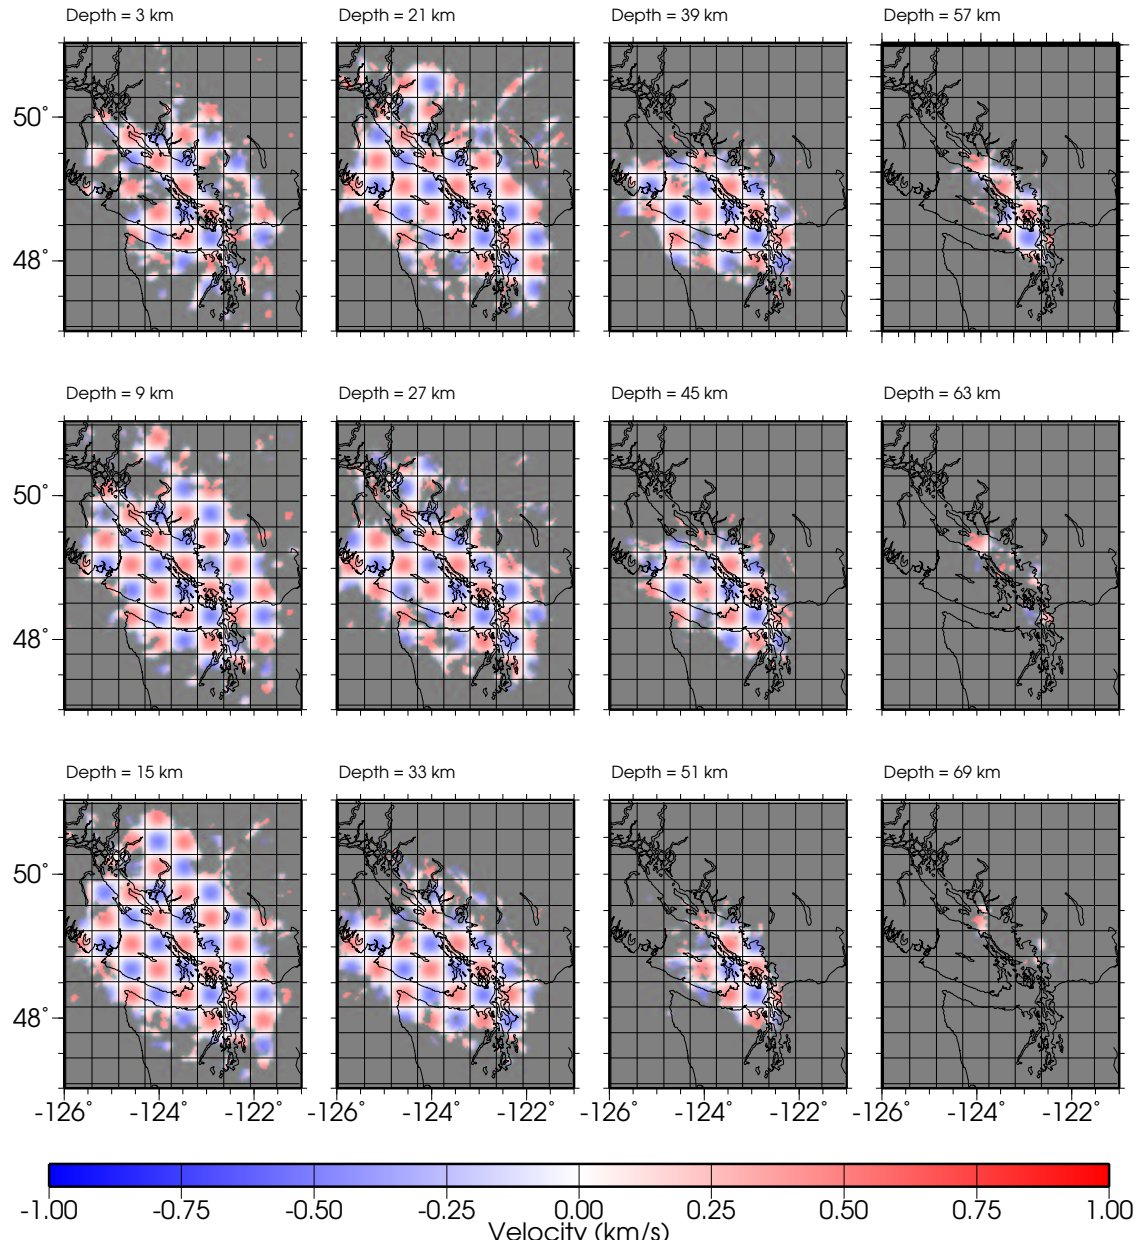 Depth = 3 km
Depth = 21 km
Depth = 39 km
Depth = 57 km
50˚
48˚
Depth = 9 km
Depth = 27 km
Depth = 45 km
Depth = 63 km
50˚
48˚
Depth = 15 km
Depth = 33 km
Depth = 51 km
Depth = 69 km
50˚
48˚
-126˚ -124˚ -122˚ -126˚ -124˚ -122˚ -126˚ -124˚ -122˚ -126˚ -124˚ -122˚
-1.00 -0.75 -0.50 -0.25 0.00 0.25 0.50 0.75 1.00
Velocity (km/s)